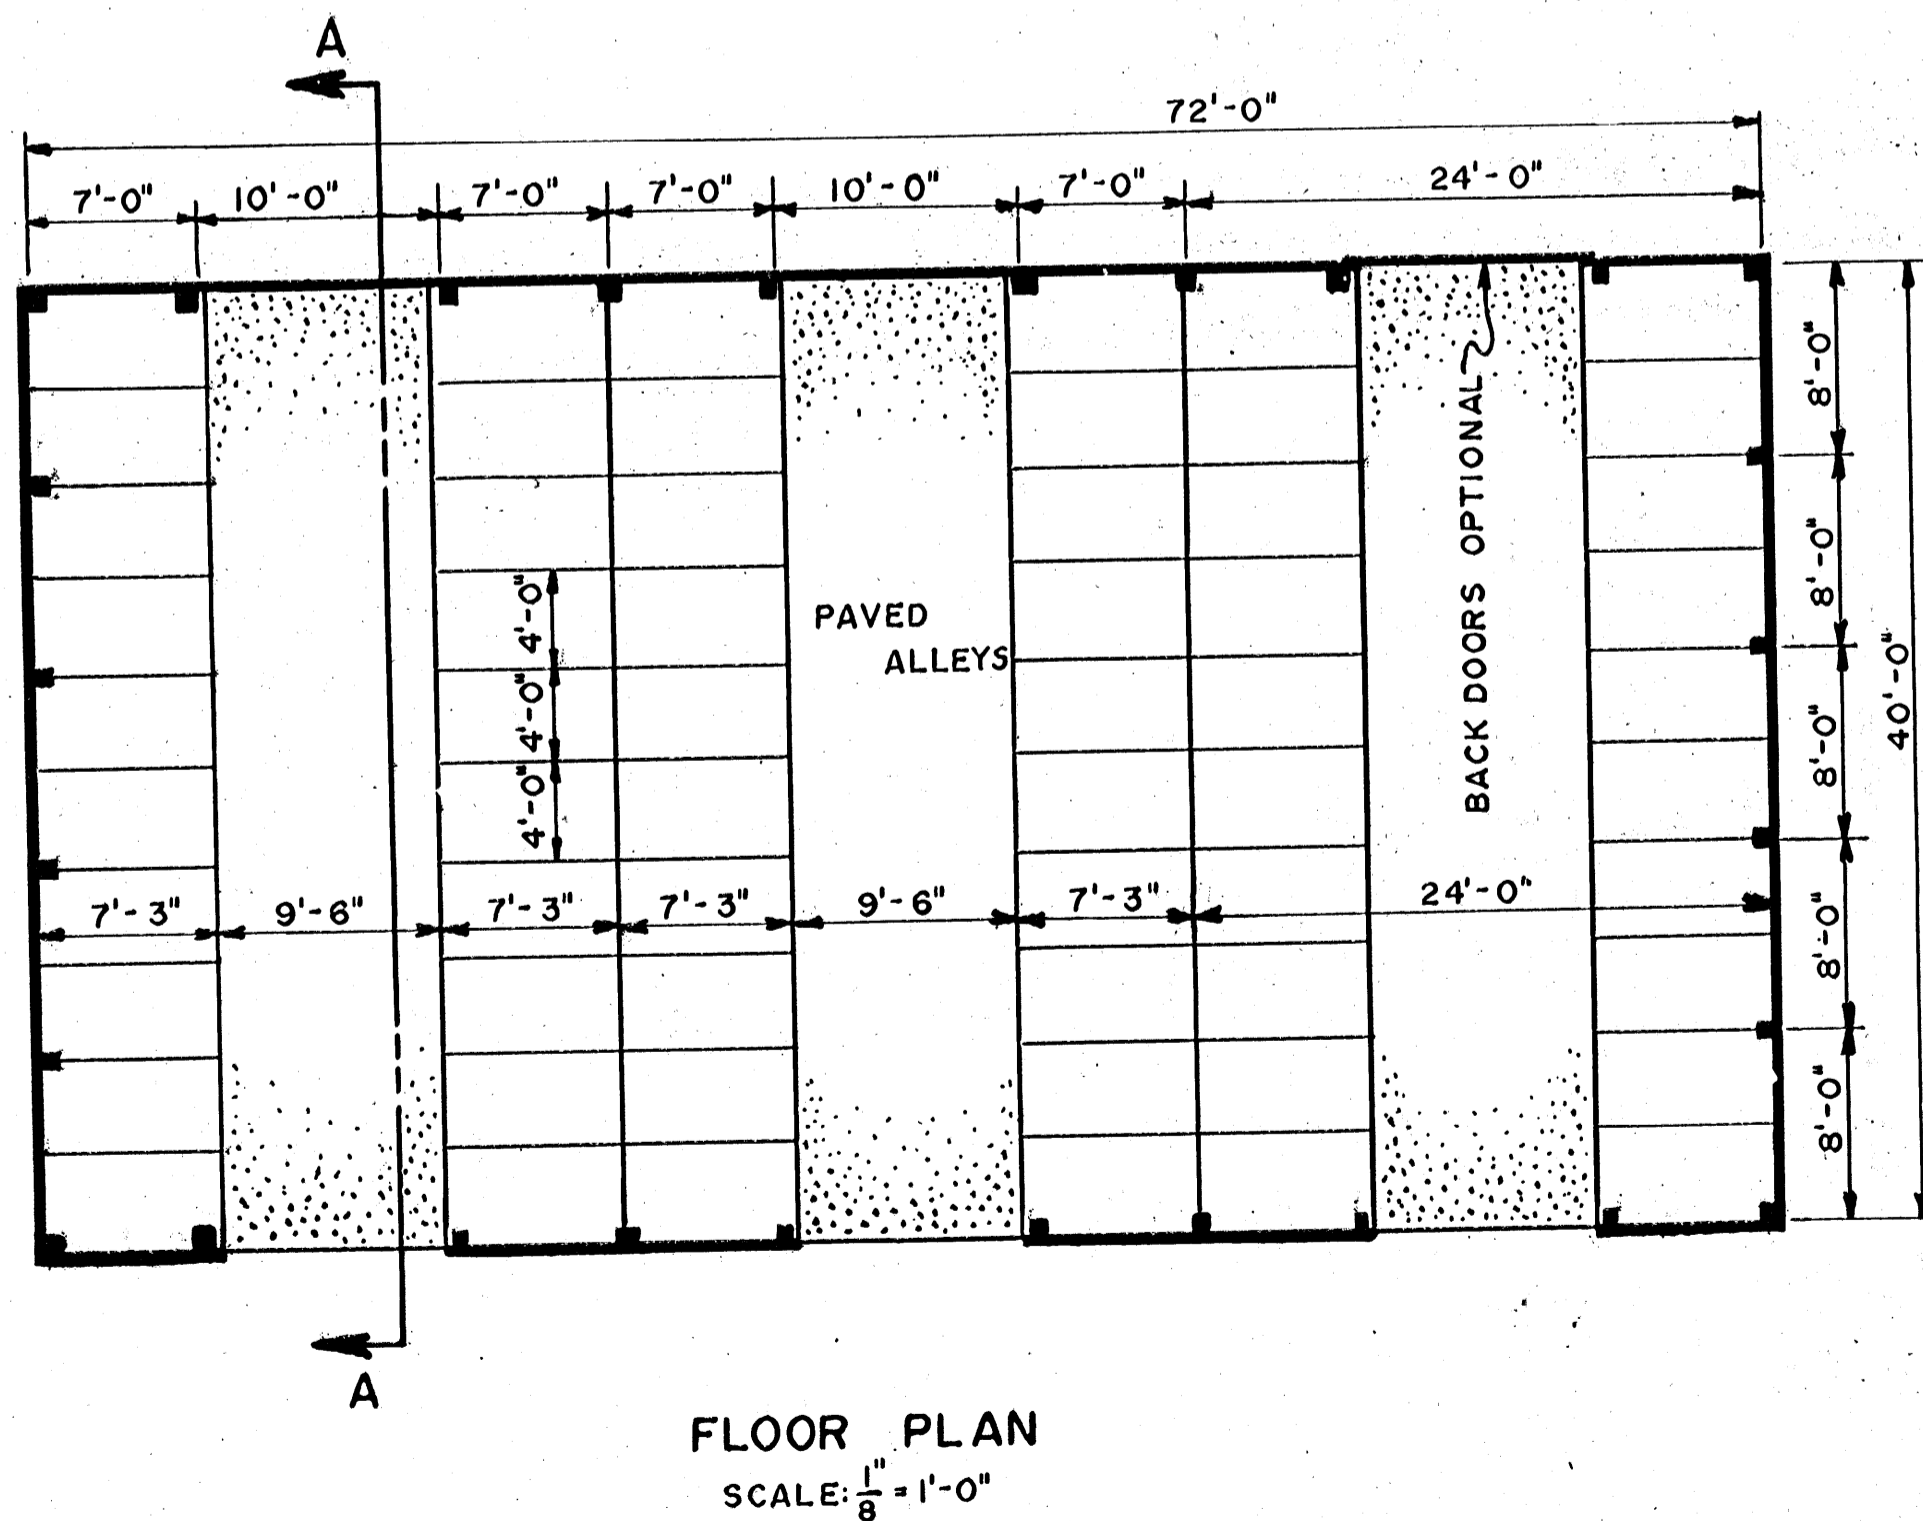 A
72'-0"
7'-0" 10'-0" 7'-0" 7'-0" 10'-0" 7'-0" 24'-0"
8'-0"
8'-0"
8'-0"
8'-0"
8'-0"
40'-0"
BACK DOORS OPTIONAL
4'-0"
4'-0"
4'-0"
PAVED
ALLEYS
7'-3" 9'-6" 7'-3" 7'-3" 9'-6" 7'-3" 24'-0"
A
FLOOR PLAN
SCALE: 1/8" = 1'-0"